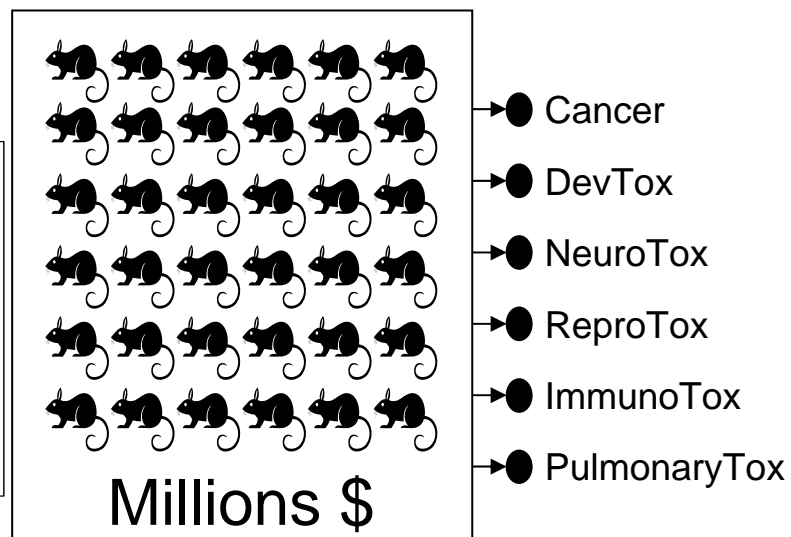 Cancer
DevTox
NeuroTox
ReproTox
ImmunoTox
PulmonaryTox
Millions $